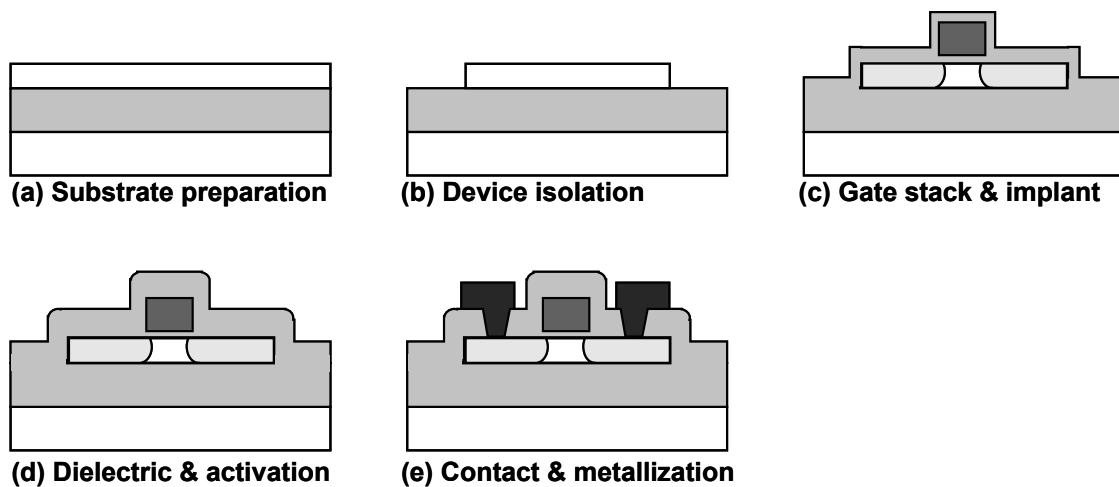 (a) Substrate preparation
(b) Device isolation
(c) Gate stack & implant
(d) Dielectric & activation
(e) Contact & metallization